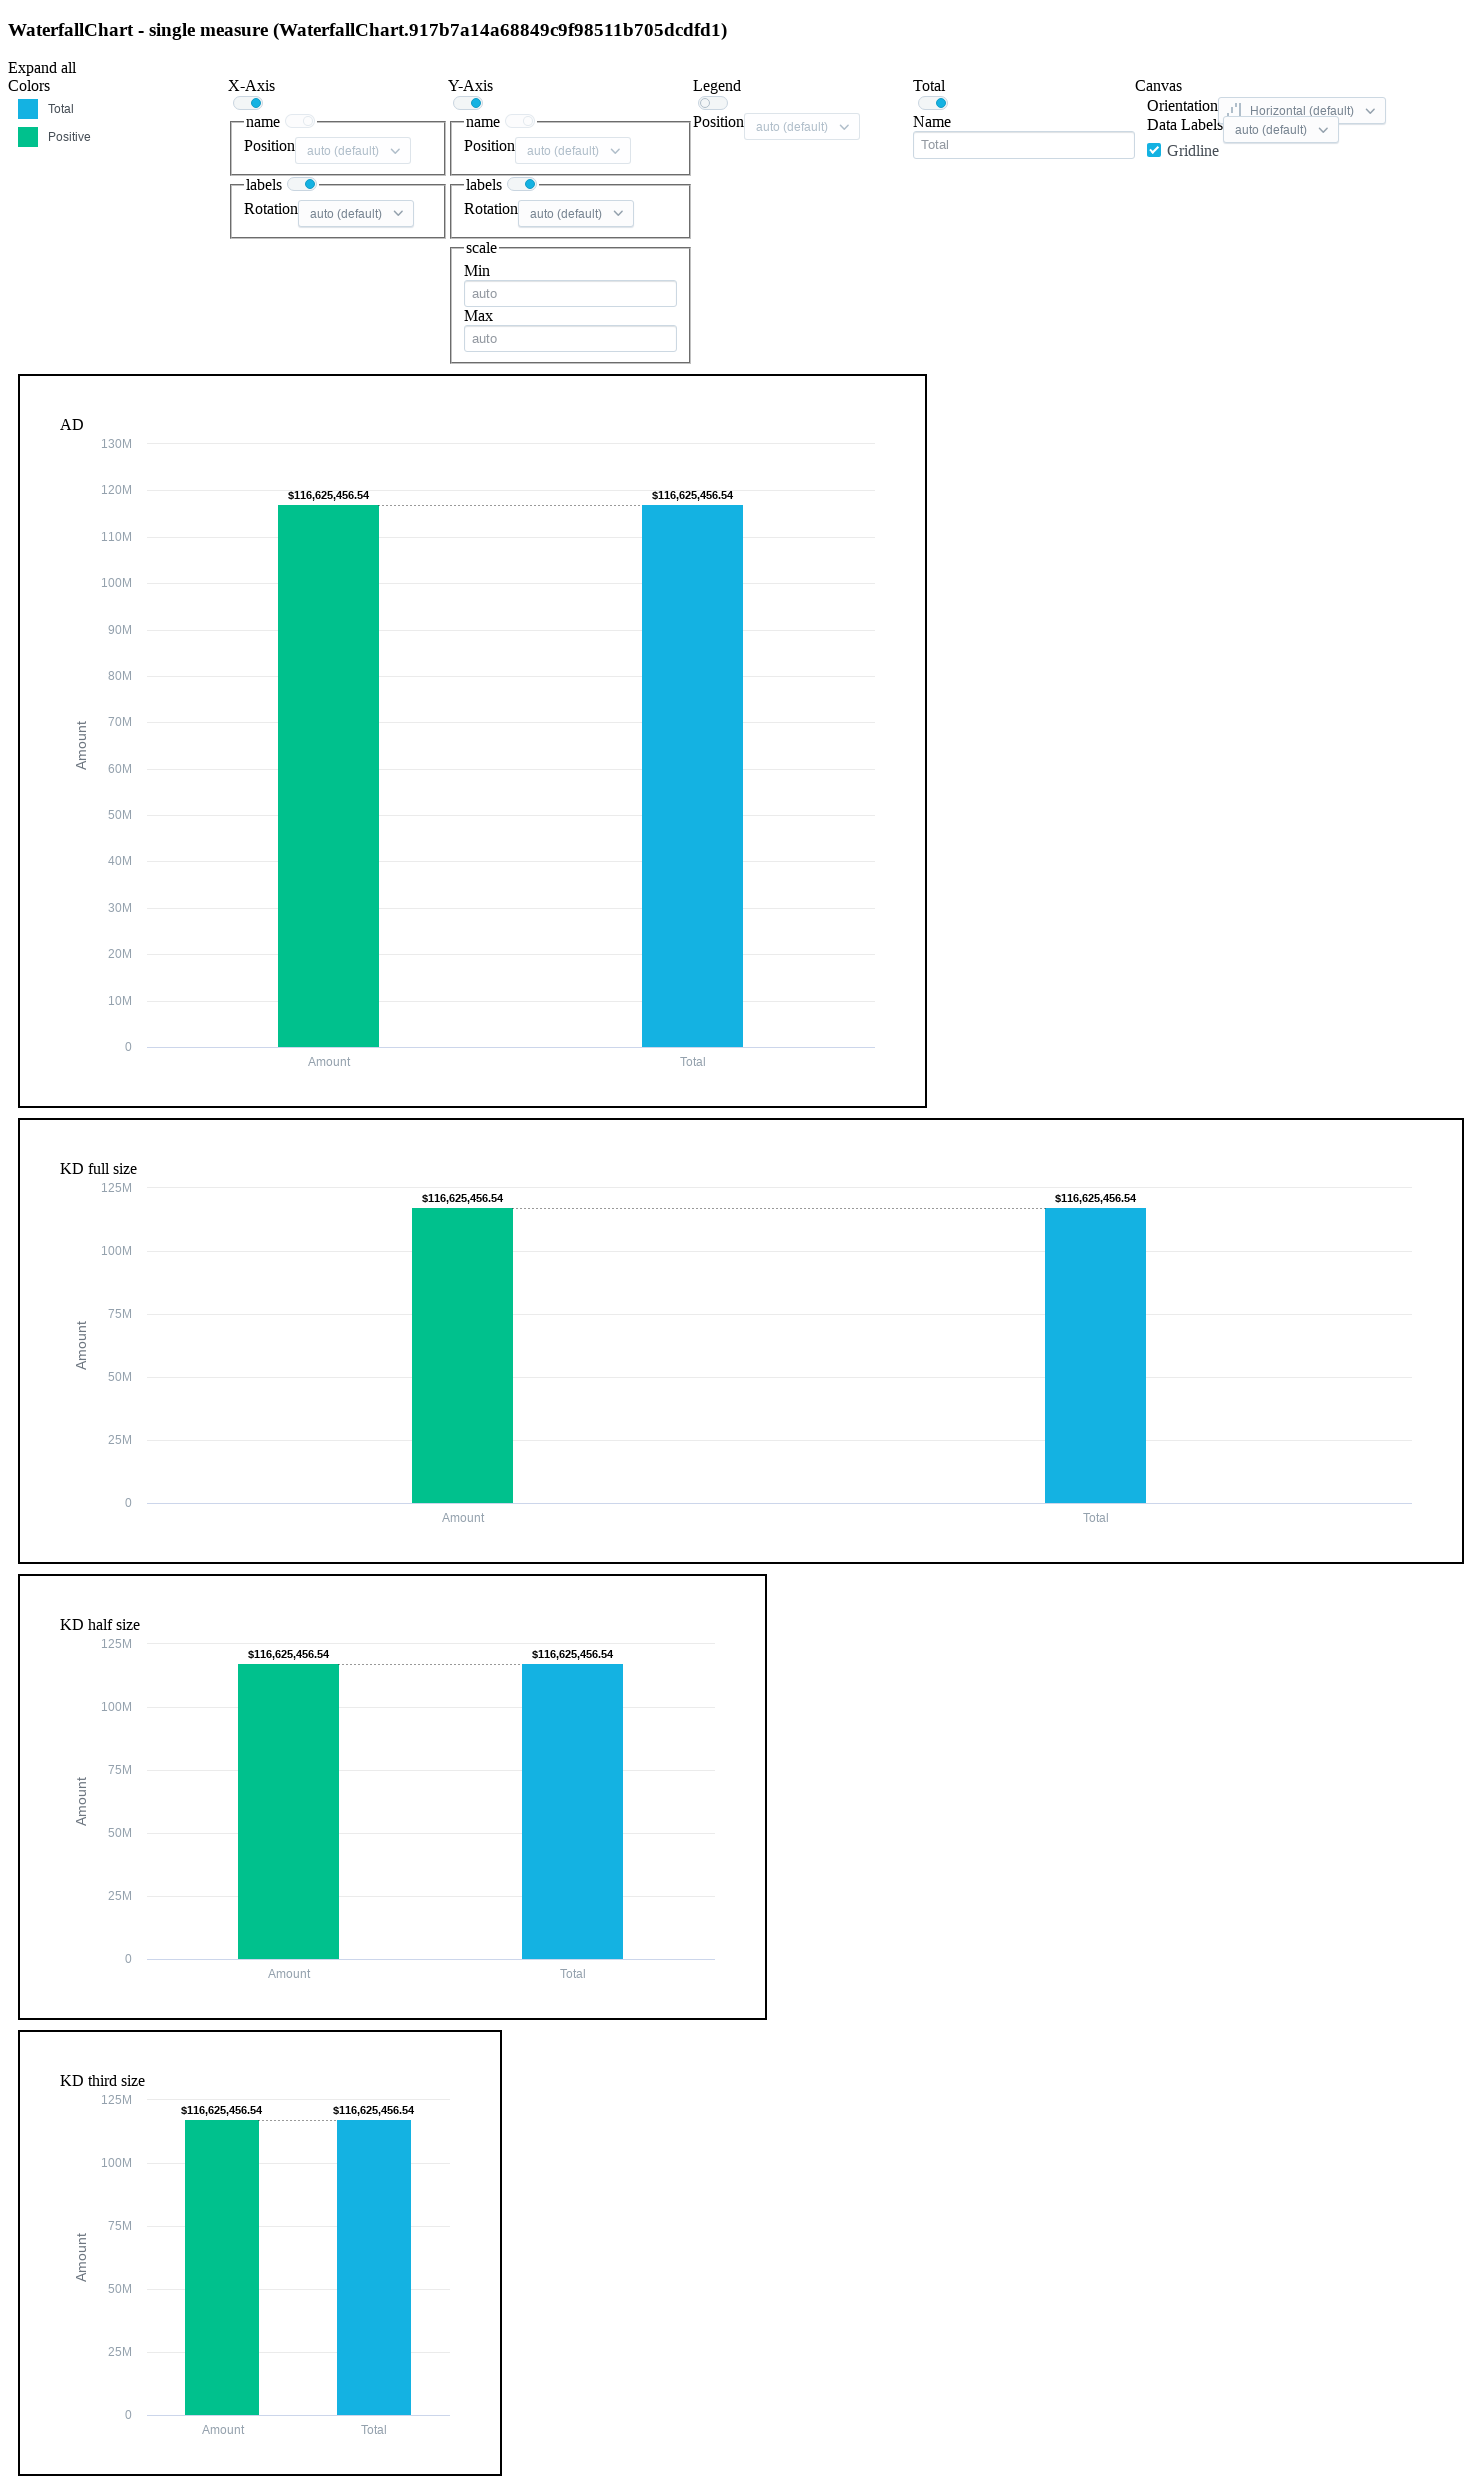 WaterfallChart - single measure (WaterfallChart.917b7a14a68849c9f98511b705dcdfd1)
Expand all
Colors
Total
Positive
X-Axis
name
Position auto (default)
labels
Rotation auto (default)
Y-Axis
name
Position auto (default)
labels
Rotation auto (default)
scale
Min
auto
Max
auto
Legend
Position auto (default)
Total
Name
Total
Canvas
Orientation Horizontal (default)
Data Labels auto (default)
Gridline
AD
130M
120M
110M
100M
90M
80M
70M
60M
50M
40M
30M
20M
10M
0
Amount
$116,625,456.54 $116,625,456.54
Amount Total
KD full size
125M
100M
75M
50M
25M
0
Amount
$116,625,456.54 $116,625,456.54
Amount Total
KD half size
125M
100M
75M
50M
25M
0
Amount
$116,625,456.54 $116,625,456.54
Amount Total
KD third size
125M
100M
75M
50M
25M
0
Amount
$116,625,456.54 $116,625,456.54
Amount Total